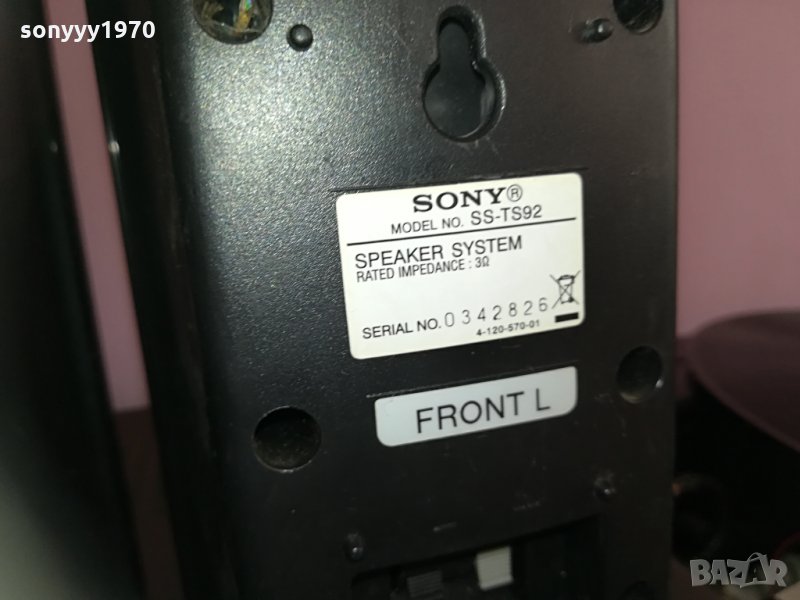 sonyyy1970
SONY®
MODEL NO. SS-TS92
SPEAKER SYSTEM
RATED IMPEDANCE : 3Ω
SERIAL NO. 0342826
4-120-570-01
FRONT L
BAZAR